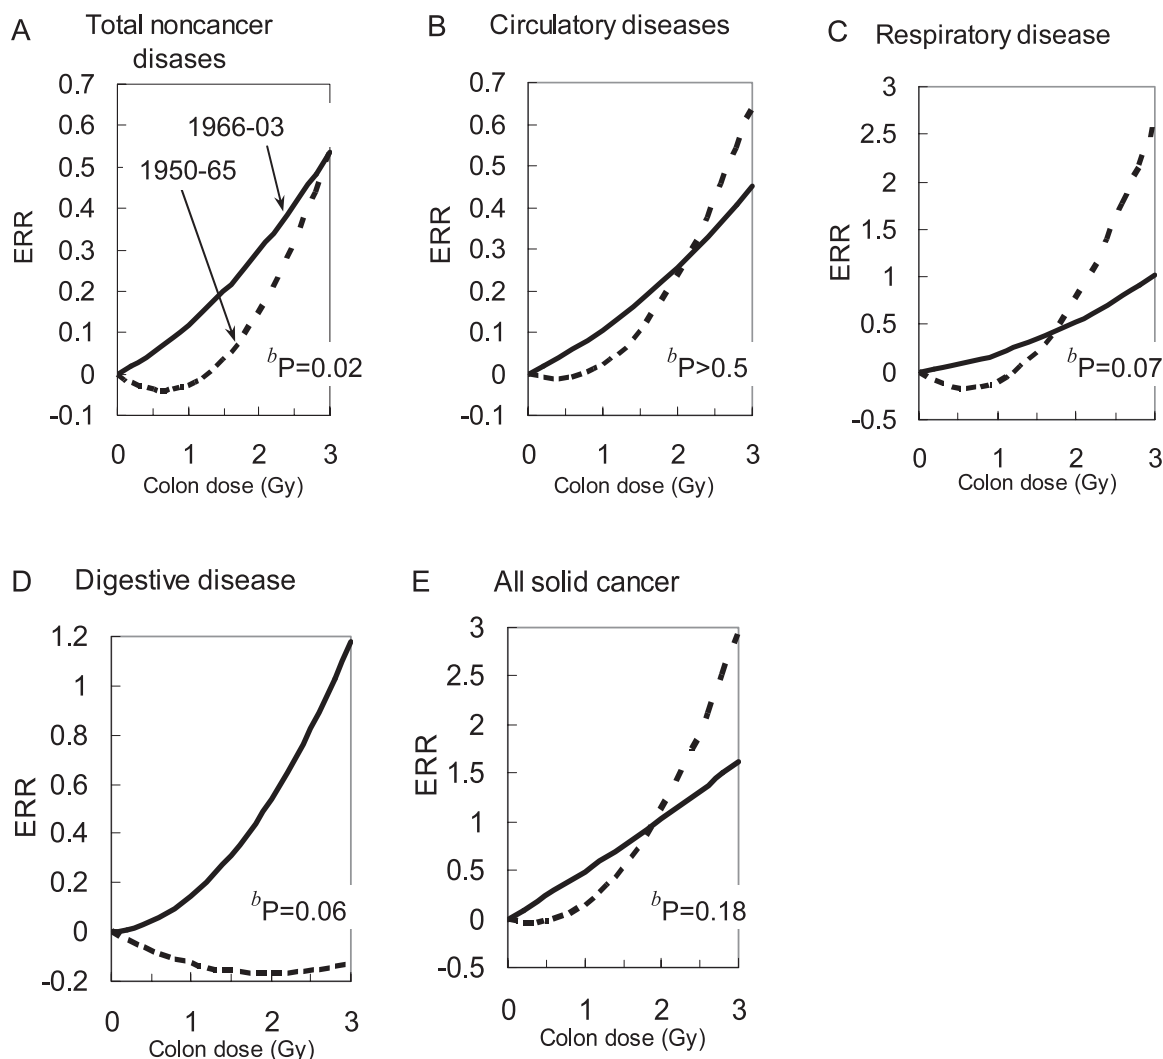 A Total noncancer
disases
0.7
0.6
0.5
0.4
0.3
0.2
0.1
0
-0.1
ERR
1966-03
1950-65
bP=0.02
0 1 2 3
Colon dose (Gy)
B Circulatory diseases
0.7
0.6
0.5
0.4
0.3
0.2
0.1
0
-0.1
ERR
bP>0.5
0 1 2 3
Colon dose (Gy)
C Respiratory disease
3
2.5
2
1.5
1
0.5
0
-0.5
ERR
bP=0.07
0 1 2 3
Colon dose (Gy)
D Digestive disease
1.2
1
0.8
0.6
0.4
0.2
0
-0.2
ERR
bP=0.06
0 1 2 3
Colon dose (Gy)
E All solid cancer
3
2.5
2
1.5
1
0.5
0
-0.5
ERR
bP=0.18
0 1 2 3
Colon dose (Gy)